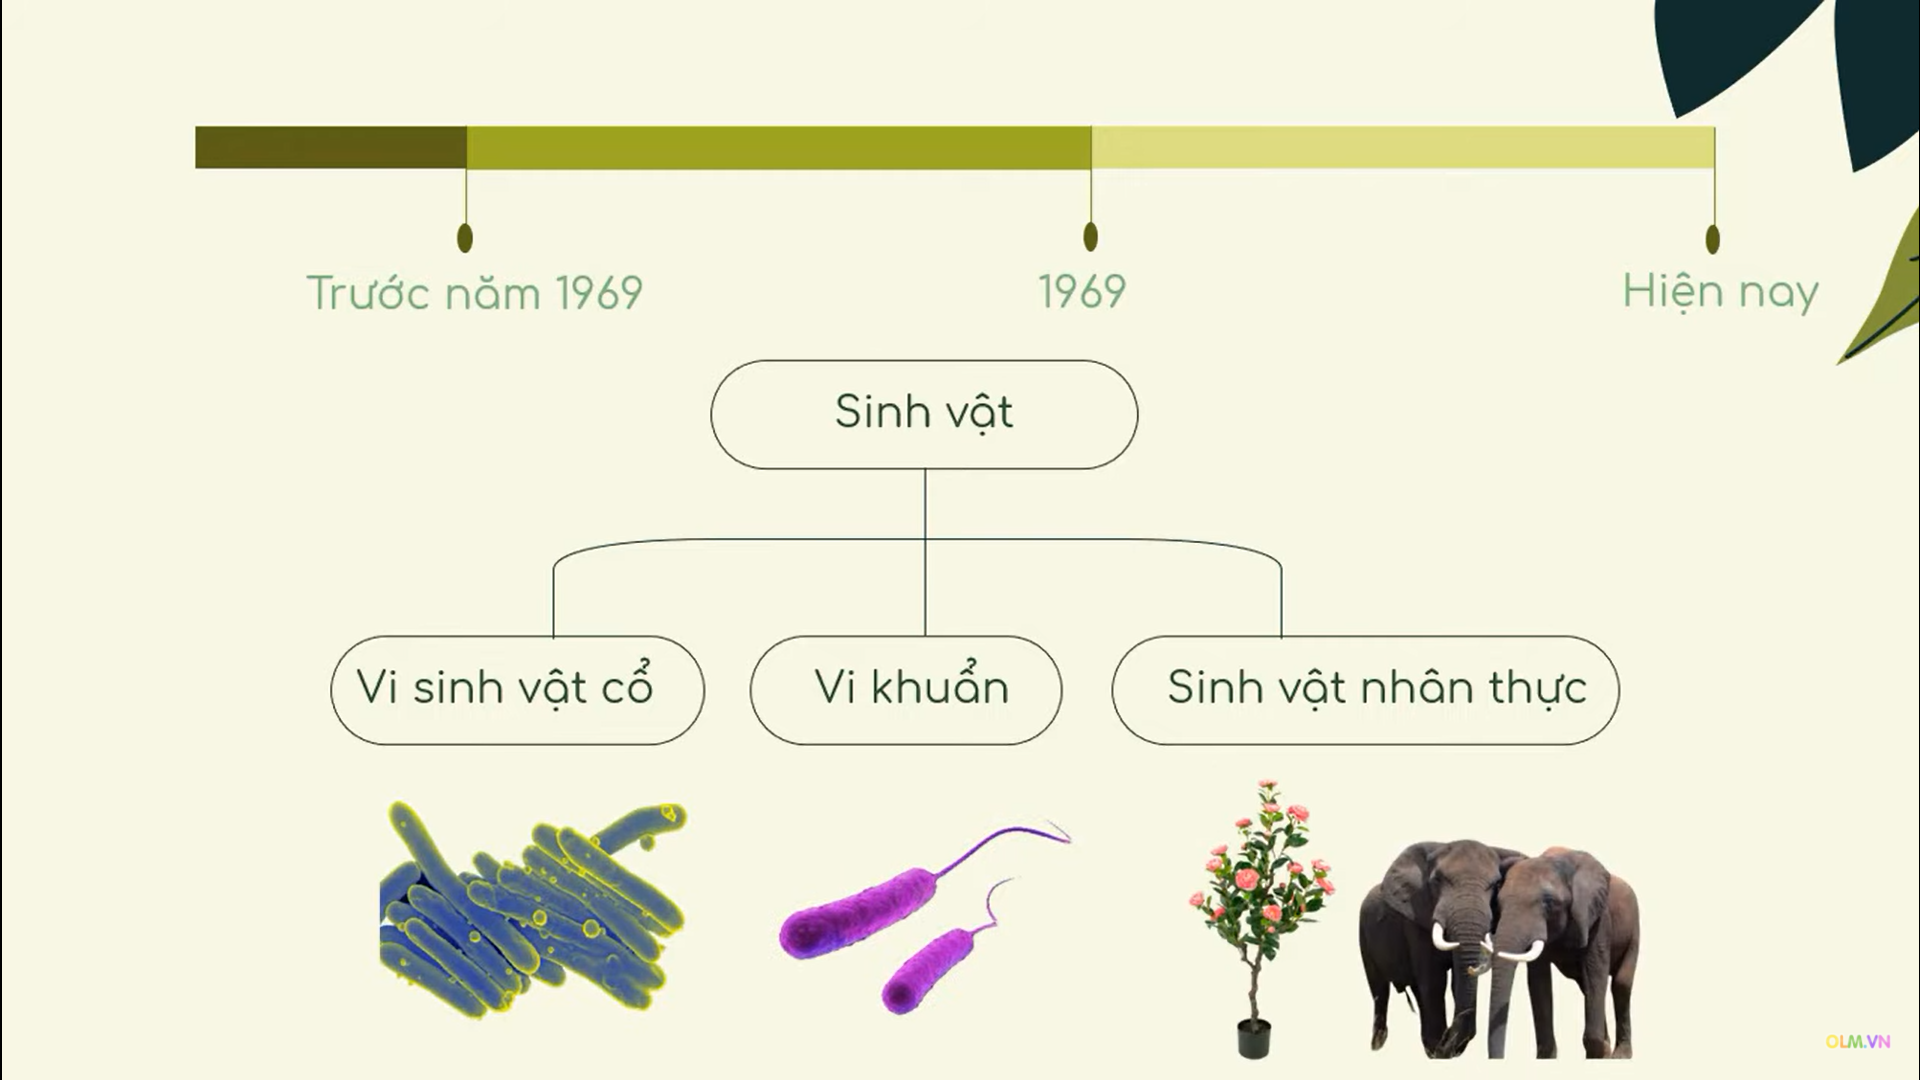 Trước năm 1969
1969
Hiện nay
Sinh vật
Vi sinh vật cổ
Vi khuẩn
Sinh vật nhân thực
OLM.VN